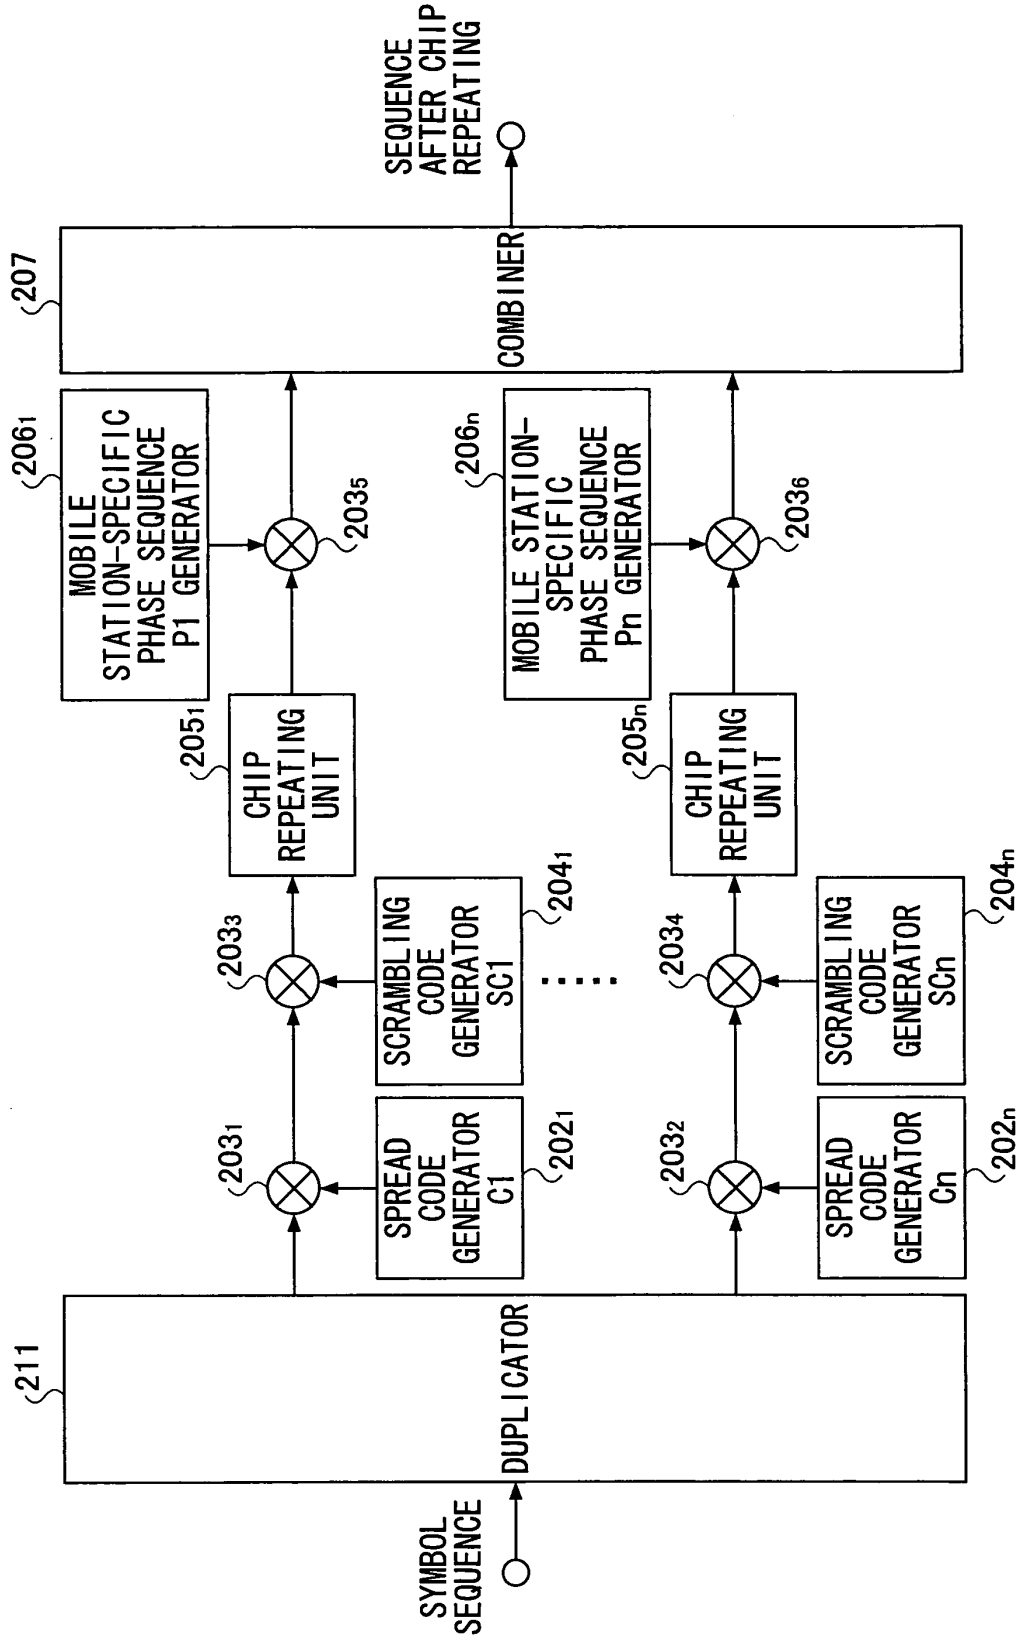 SYMBOL
SEQUENCE
211
DUPLICATOR
203₁
SPREAD
CODE
GENERATOR
C1
202₁
203₃
SCRAMBLING
CODE
GENERATOR
SC1
204₁
205₁
CHIP
REPEATING
UNIT
206₁
MOBILE
STATION-SPECIFIC
PHASE SEQUENCE
P1 GENERATOR
203₅
203₂
SPREAD
CODE
GENERATOR
Cn
202n
203₄
SCRAMBLING
CODE
GENERATOR
SCn
204n
205n
CHIP
REPEATING
UNIT
206n
MOBILE STATION-
SPECIFIC
PHASE SEQUENCE
Pn GENERATOR
203₆
207
COMBINER
SEQUENCE
AFTER CHIP
REPEATING